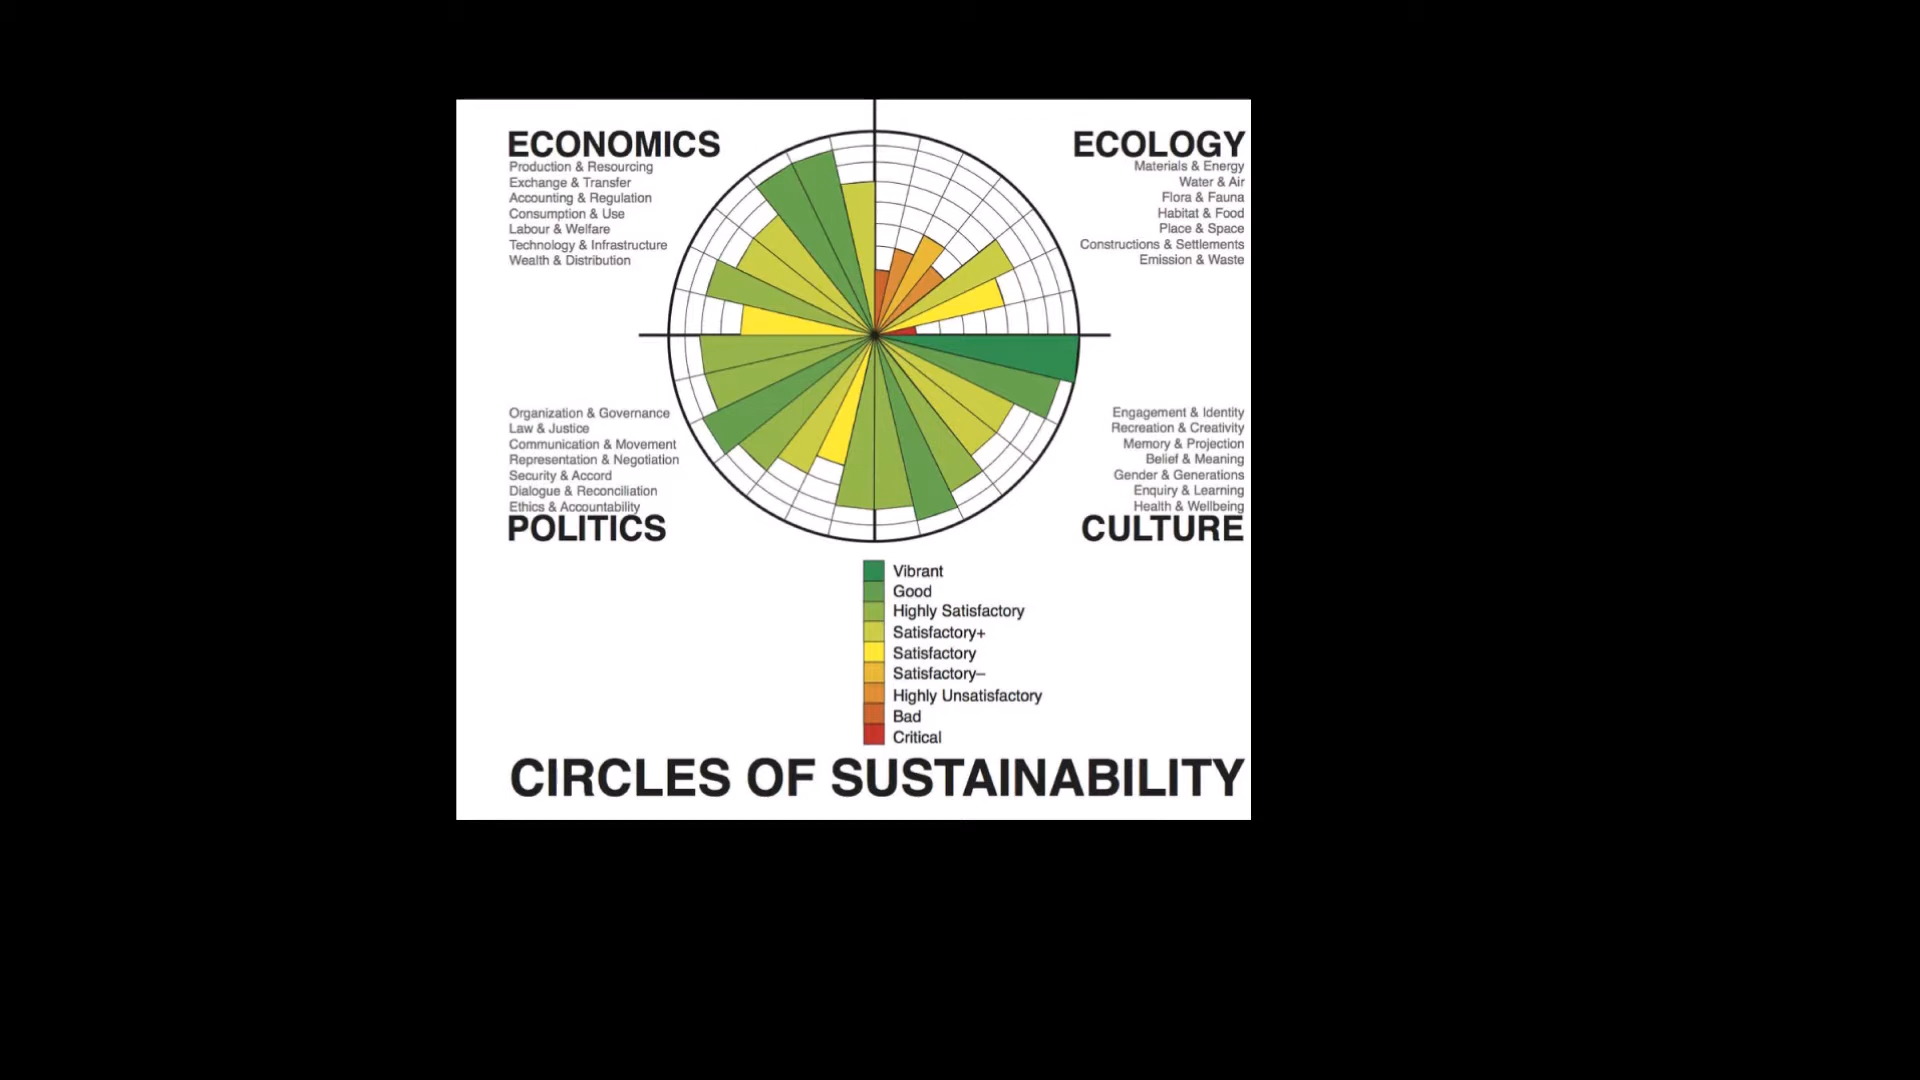 ECONOMICS
Production & Resourcing
Exchange & Transfer
Accounting & Regulation
Consumption & Use
Labour & Welfare
Technology & Infrastructure
Wealth & Distribution
ECOLOGY
Materials & Energy
Water & Air
Flora & Fauna
Habitat & Food
Place & Space
Constructions & Settlements
Emission & Waste
Organization & Governance
Law & Justice
Communication & Movement
Representation & Negotiation
Security & Accord
Dialogue & Reconciliation
Ethics & Accountability
POLITICS
Engagement & Identity
Recreation & Creativity
Memory & Projection
Belief & Meaning
Gender & Generations
Enquiry & Learning
Health & Wellbeing
CULTURE
Vibrant
Good
Highly Satisfactory
Satisfactory+
Satisfactory
Satisfactory–
Highly Unsatisfactory
Bad
Critical
CIRCLES OF SUSTAINABILITY